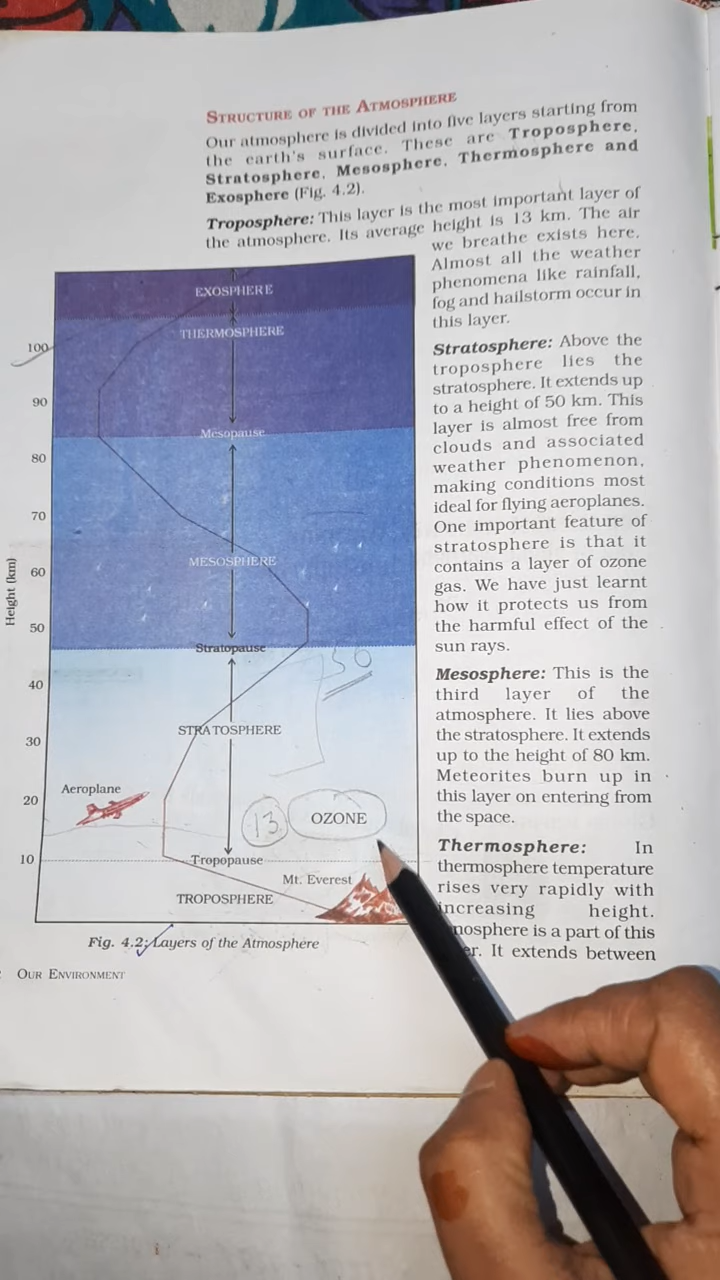 STRUCTURE OF THE ATMOSPHERE
Our atmosphere is divided into five layers starting from
the earth's surface. These are Troposphere,
Stratosphere, Mesosphere, Thermosphere and
Exosphere (Fig. 4.2).
Troposphere: This layer is the most important layer of
the atmosphere. Its average height is 13 km. The air
we breathe exists here.
Almost all the weather
phenomena like rainfall,
fog and hailstorm occur in
this layer.
Stratosphere: Above the
troposphere lies the
stratosphere. It extends up
to a height of 50 km. This
layer is almost free from
clouds and associated
weather phenomenon,
making conditions most
ideal for flying aeroplanes.
One important feature of
stratosphere is that it
contains a layer of ozone
gas. We have just learnt
how it protects us from
the harmful effect of the
sun rays.
Mesosphere: This is the
third layer of the
atmosphere. It lies above
the stratosphere. It extends
up to the height of 80 km.
Meteorites burn up in
this layer on entering from
the space.
Thermosphere: In
thermosphere temperature
rises very rapidly with
increasing height.
nosphere is a part of this
er. It extends between
EXOSPHERE
THERMOSPHERE
100
90
Mesopause
80
70
MESOSPHERE
60
Height (km)
50
Stratopause
50
40
STRATOSPHERE
30
Aeroplane
20
13
OZONE
10
Tropopause
Mt. Everest
TROPOSPHERE
Fig. 4.2: Layers of the Atmosphere
OUR ENVIRONMENT